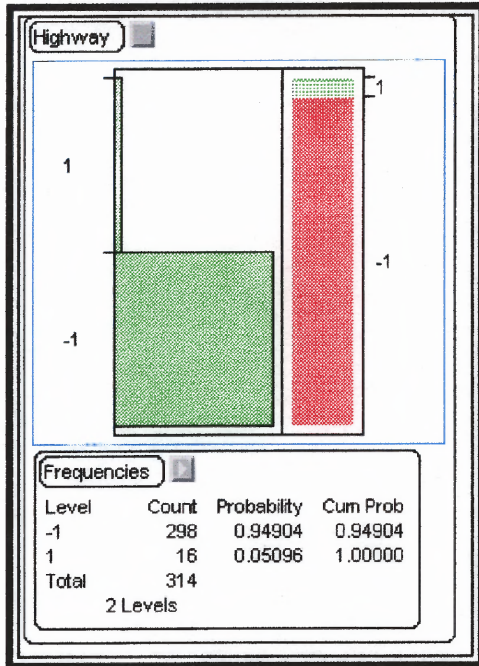 Highway
1
1
-1
-1
Frequencies
Level Count Probability Cum Prob
-1 298 0.94904 0.94904
1 16 0.05096 1.00000
Total 314
2 Levels